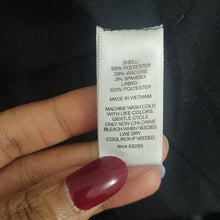 SHELL
68% POLYESTER
29% VISCOSE
3% SPANDEX
LINING
100% POLYESTER
MADE IN VIETNAM
MACHINE WASH COLD
WITH LIKE COLORS.
GENTLE CYCLE.
ONLY NON-CHLORINE
BLEACH WHEN NEEDED.
LINE DRY.
COOL IRON IF NEEDED.
RN# 55285